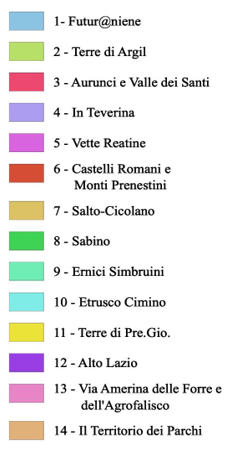 1- Futur@niene
2 - Terre di Argil
3 - Aurunci e Valle dei Santi
4 - In Teverina
5 - Vette Reatine
6 - Castelli Romani e
Monti Prenestini
7 - Salto-Cicolano
8 - Sabino
9 - Ernici Simbruini
10 - Etrusco Cimino
11 - Terre di Pre.Gio.
12 - Alto Lazio
13 - Via Amerina delle Forre e
dell'Agrofalisco
14 - Il Territorio dei Parchi